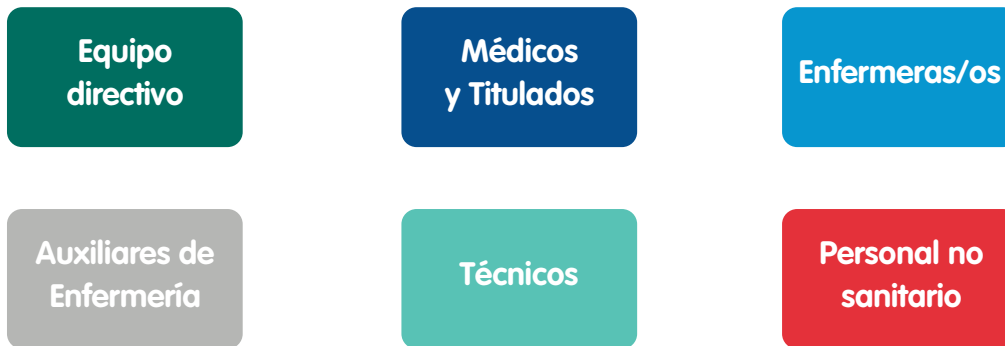 Equipo
directivo
Médicos
y Titulados
Enfermeras/os
Auxiliares de
Enfermería
Técnicos
Personal no
sanitario